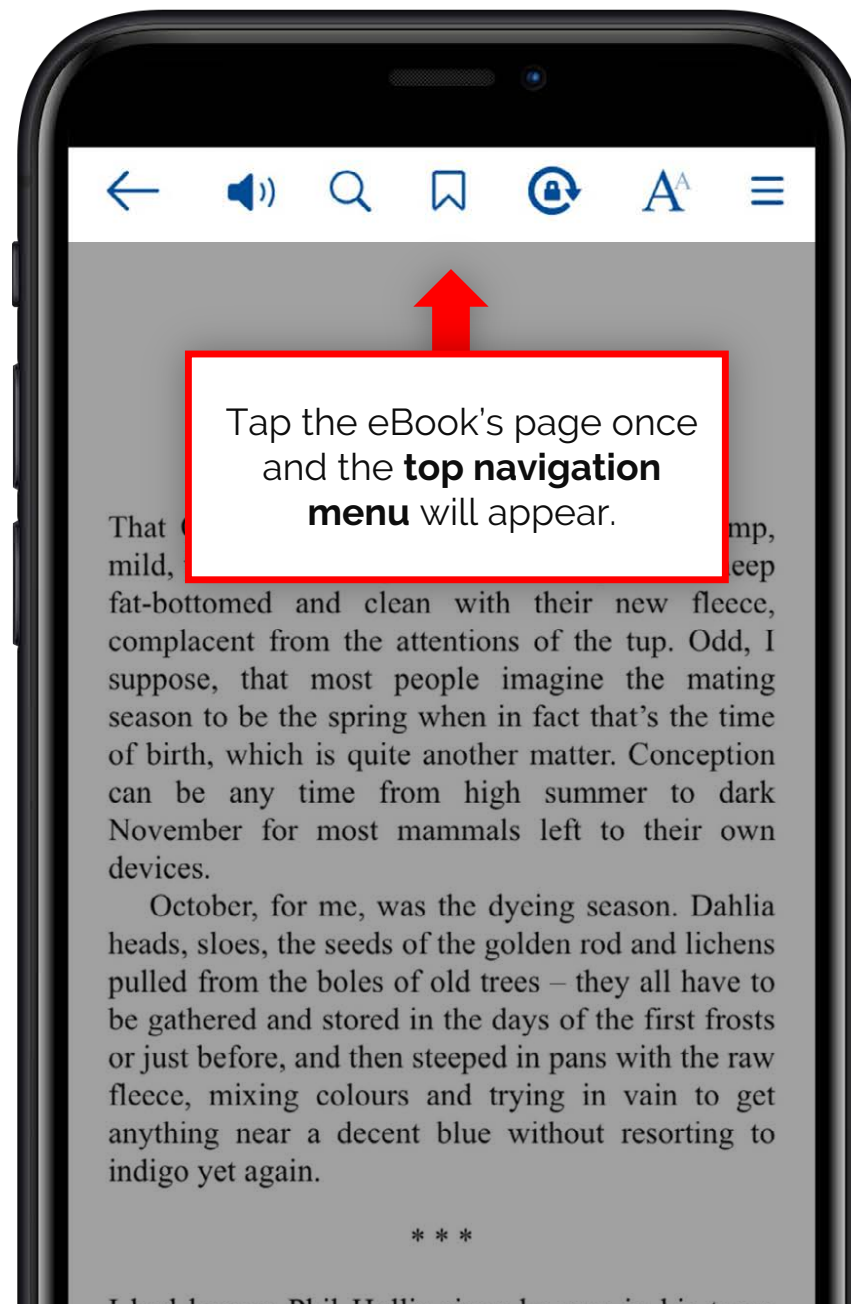 Tap the eBook’s page once
and the top navigation
menu will appear.
That
mild,
fat-bottomed and clean with their new fleece,
complacent from the attentions of the tup. Odd, I
suppose, that most people imagine the mating
season to be the spring when in fact that’s the time
of birth, which is quite another matter. Conception
can be any time from high summer to dark
November for most mammals left to their own
devices.
October, for me, was the dyeing season. Dahlia
heads, sloes, the seeds of the golden rod and lichens
pulled from the boles of old trees – they all have to
be gathered and stored in the days of the first frosts
or just before, and then steeped in pans with the raw
fleece, mixing colours and trying in vain to get
anything near a decent blue without resorting to
indigo yet again.
* * *